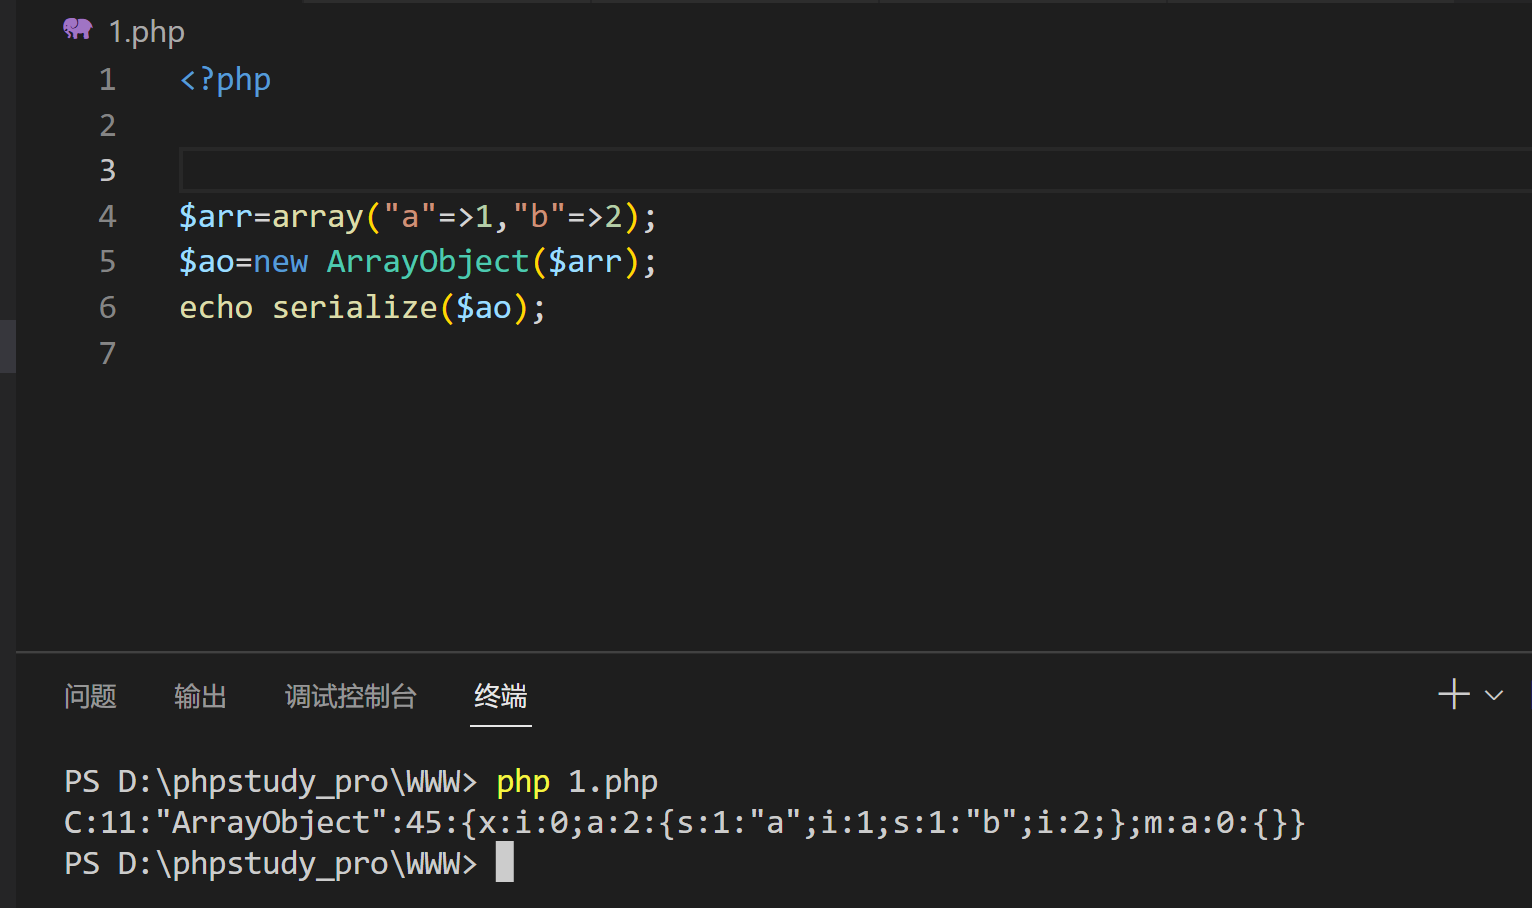 1.php
1 <?php
2
3
4 $arr=array("a"=>1,"b"=>2);
5 $ao=new ArrayObject($arr);
6 echo serialize($ao);
7
问题 输出 调试控制台 终端
PS D:\phpstudy_pro\WWW> php 1.php
C:11:"ArrayObject":45:{x:i:0;a:2:{s:1:"a";i:1;s:1:"b";i:2;};m:a:0:{}}
PS D:\phpstudy_pro\WWW>